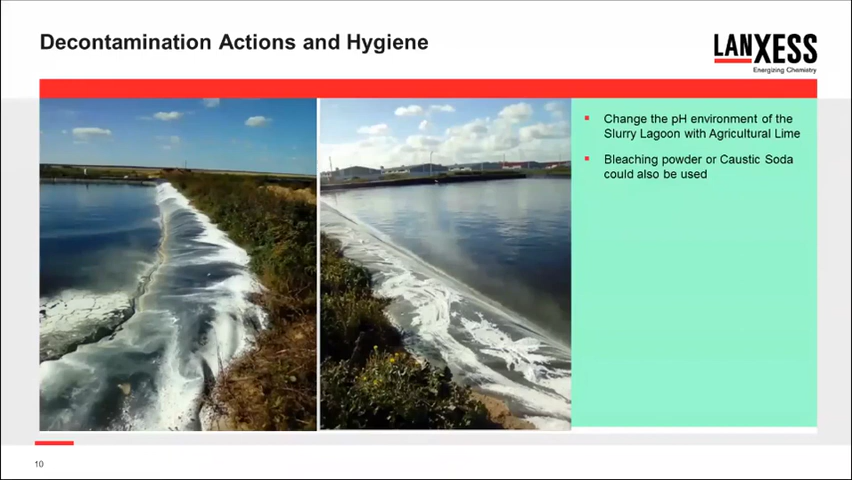 Decontamination Actions and Hygiene
LANXESS
Energizing Chemistry
Change the pH environment of the
Slurry Lagoon with Agricultural Lime
Bleaching powder or Caustic Soda
could also be used
10